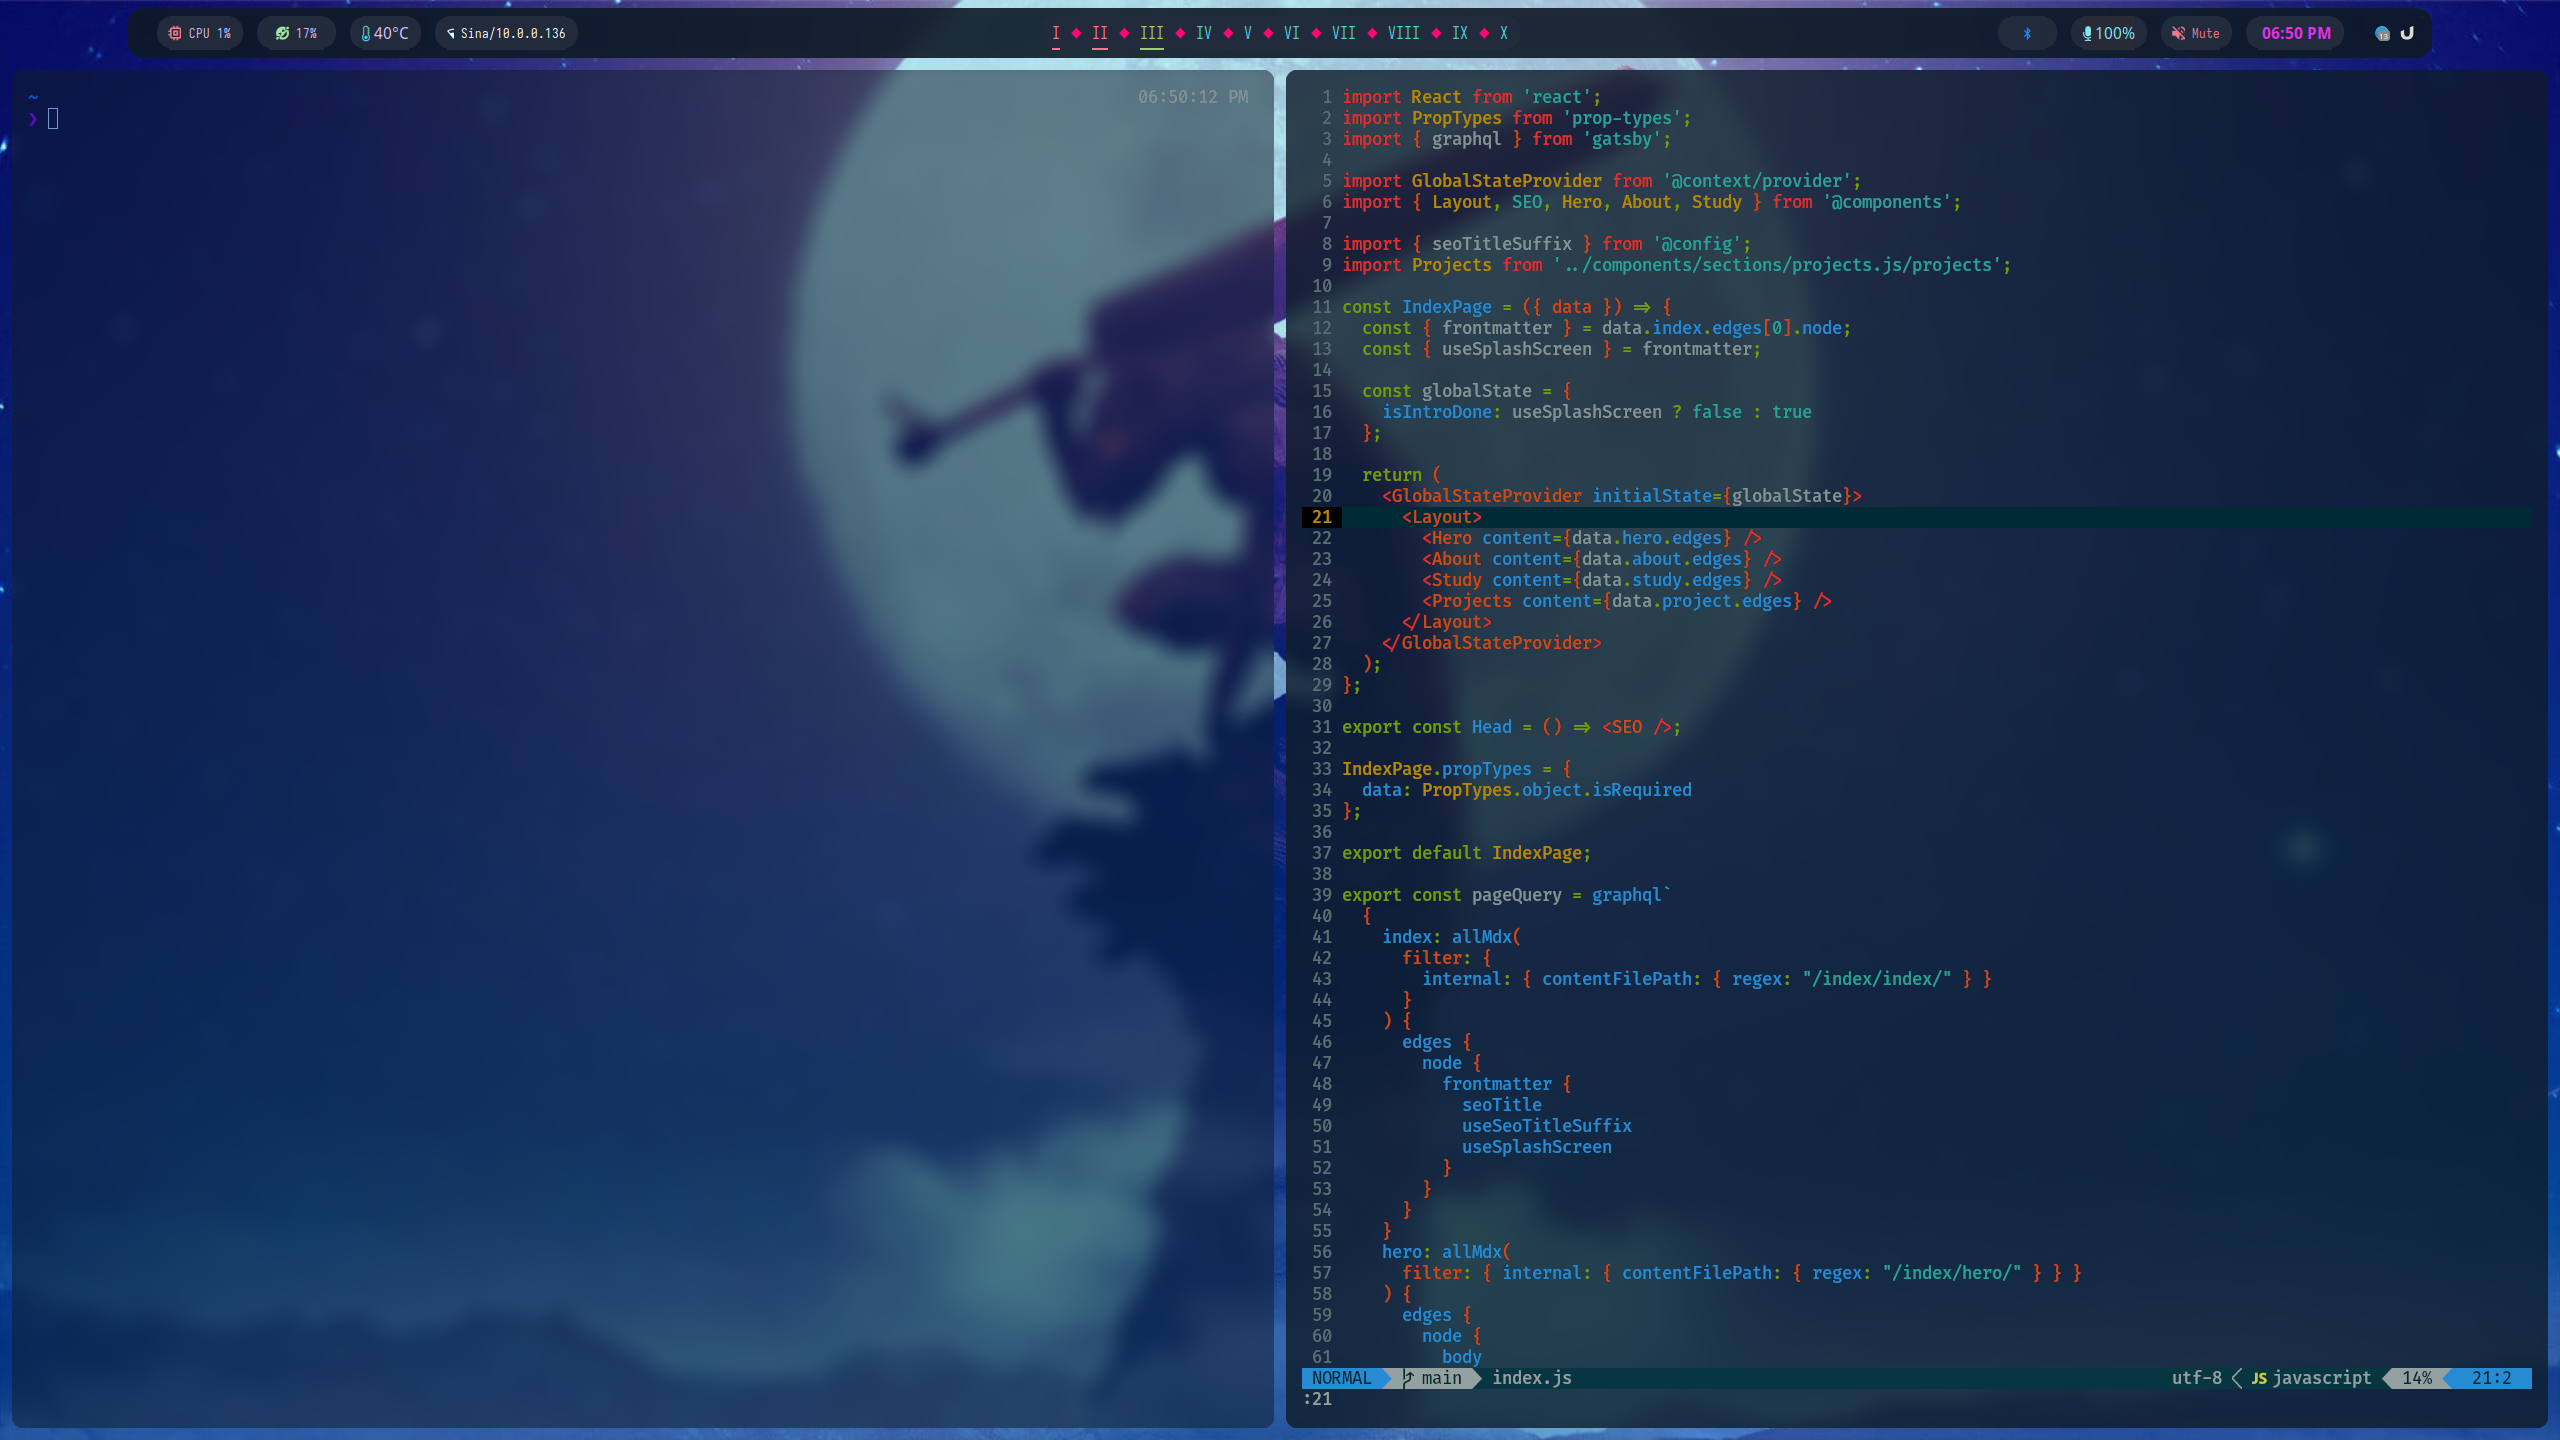 CPU 1% 17% 40°C Sina/10.0.0.136 I ◆ II ◆ III ◆ IV ◆ V ◆ VI ◆ VII ◆ VIII ◆ IX ◆ X 100% Mute 06:50 PM 13
~ 06:50:12 PM
❯
1 import React from 'react';
2 import PropTypes from 'prop-types';
3 import { graphql } from 'gatsby';
4
5 import GlobalStateProvider from '@context/provider';
6 import { Layout, SEO, Hero, About, Study } from '@components';
7
8 import { seoTitleSuffix } from '@config';
9 import Projects from '../components/sections/projects.js/projects';
10
11 const IndexPage = ({ data }) => {
12   const { frontmatter } = data.index.edges[0].node;
13   const { useSplashScreen } = frontmatter;
14
15   const globalState = {
16     isIntroDone: useSplashScreen ? false : true
17   };
18
19   return (
20     <GlobalStateProvider initialState={globalState}>
21       <Layout>
22         <Hero content={data.hero.edges} />
23         <About content={data.about.edges} />
24         <Study content={data.study.edges} />
25         <Projects content={data.project.edges} />
26       </Layout>
27     </GlobalStateProvider>
28   );
29 };
30
31 export const Head = () => <SEO />;
32
33 IndexPage.propTypes = {
34   data: PropTypes.object.isRequired
35 };
36
37 export default IndexPage;
38
39 export const pageQuery = graphql`
40   {
41     index: allMdx(
42       filter: {
43         internal: { contentFilePath: { regex: "/index/index/" } }
44       }
45     ) {
46       edges {
47         node {
48           frontmatter {
49             seoTitle
50             useSeoTitleSuffix
51             useSplashScreen
52           }
53         }
54       }
55     }
56     hero: allMdx(
57       filter: { internal: { contentFilePath: { regex: "/index/hero/" } } }
58     ) {
59       edges {
60         node {
61           body
NORMAL main index.js utf-8 JS javascript 14% 21:2
:21